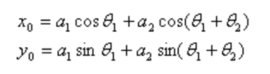 x₀ = a₁ cos θ₁ + a₂ cos(θ₁ + θ₂)
y₀ = a₁ sin θ₁ + a₂ sin(θ₁ + θ₂)